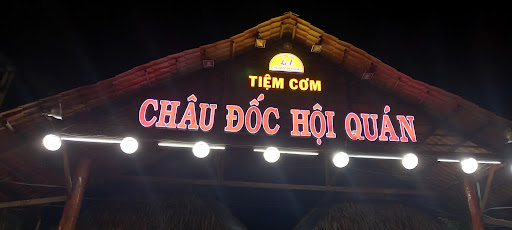 TIỆM CƠM
CHÂU ĐỐC HỘI QUÁN